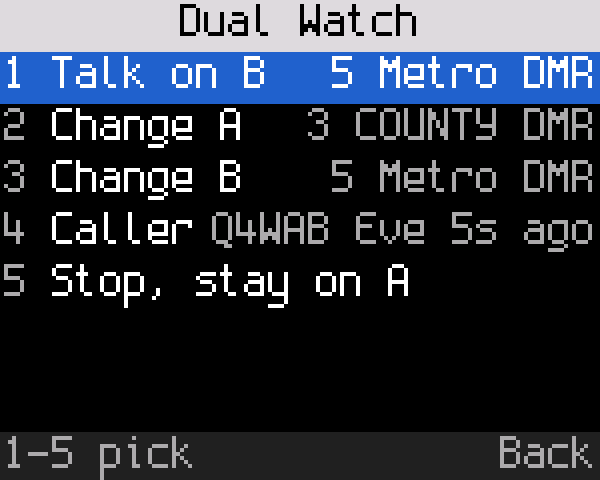 Dual Watch
1 Talk on B 5 Metro DMR
2 Change A 3 COUNTY DMR
3 Change B 5 Metro DMR
4 Caller Q4WAB Eve 5s ago
5 Stop, stay on A
1-5 pick Back